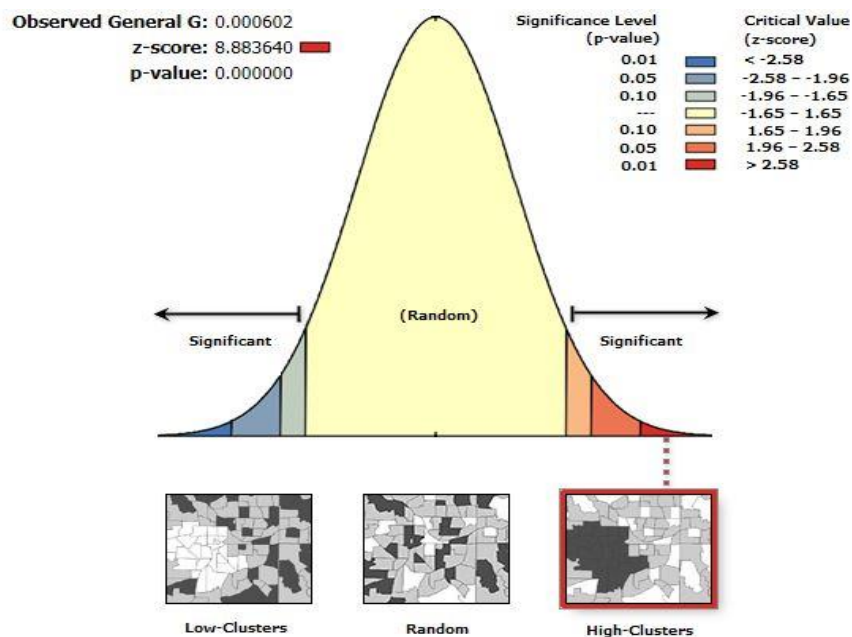 Observed General G: 0.000602
z-score: 8.883640
p-value: 0.000000
Significance Level
(p-value)
Critical Value
(z-score)
0.01 < -2.58
0.05 -2.58 – -1.96
0.10 -1.96 – -1.65
--- -1.65 – 1.65
0.10 1.65 – 1.96
0.05 1.96 – 2.58
0.01 > 2.58
Significant
(Random)
Significant
Low-Clusters
Random
High-Clusters